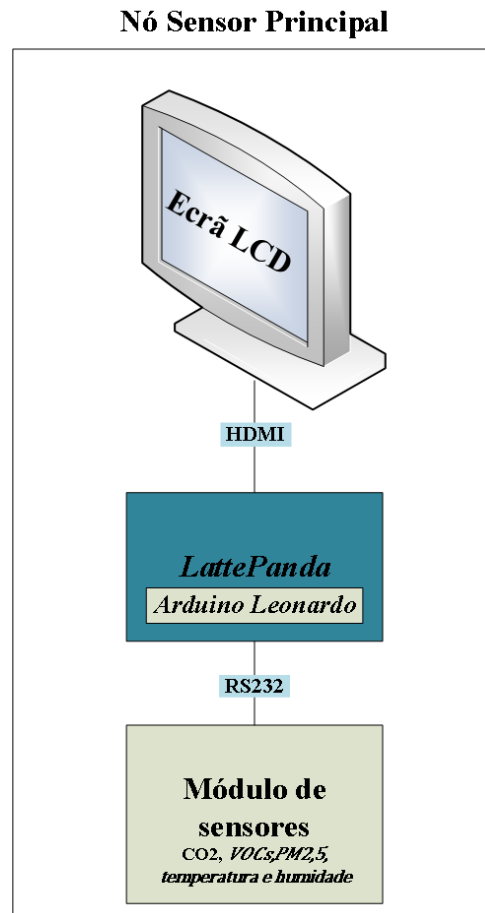 Nó Sensor Principal
Ecrã LCD
HDMI
LattePanda
Arduino Leonardo
RS232
Módulo de
sensores
CO2, VOCs,PM2,5,
temperatura e humidade